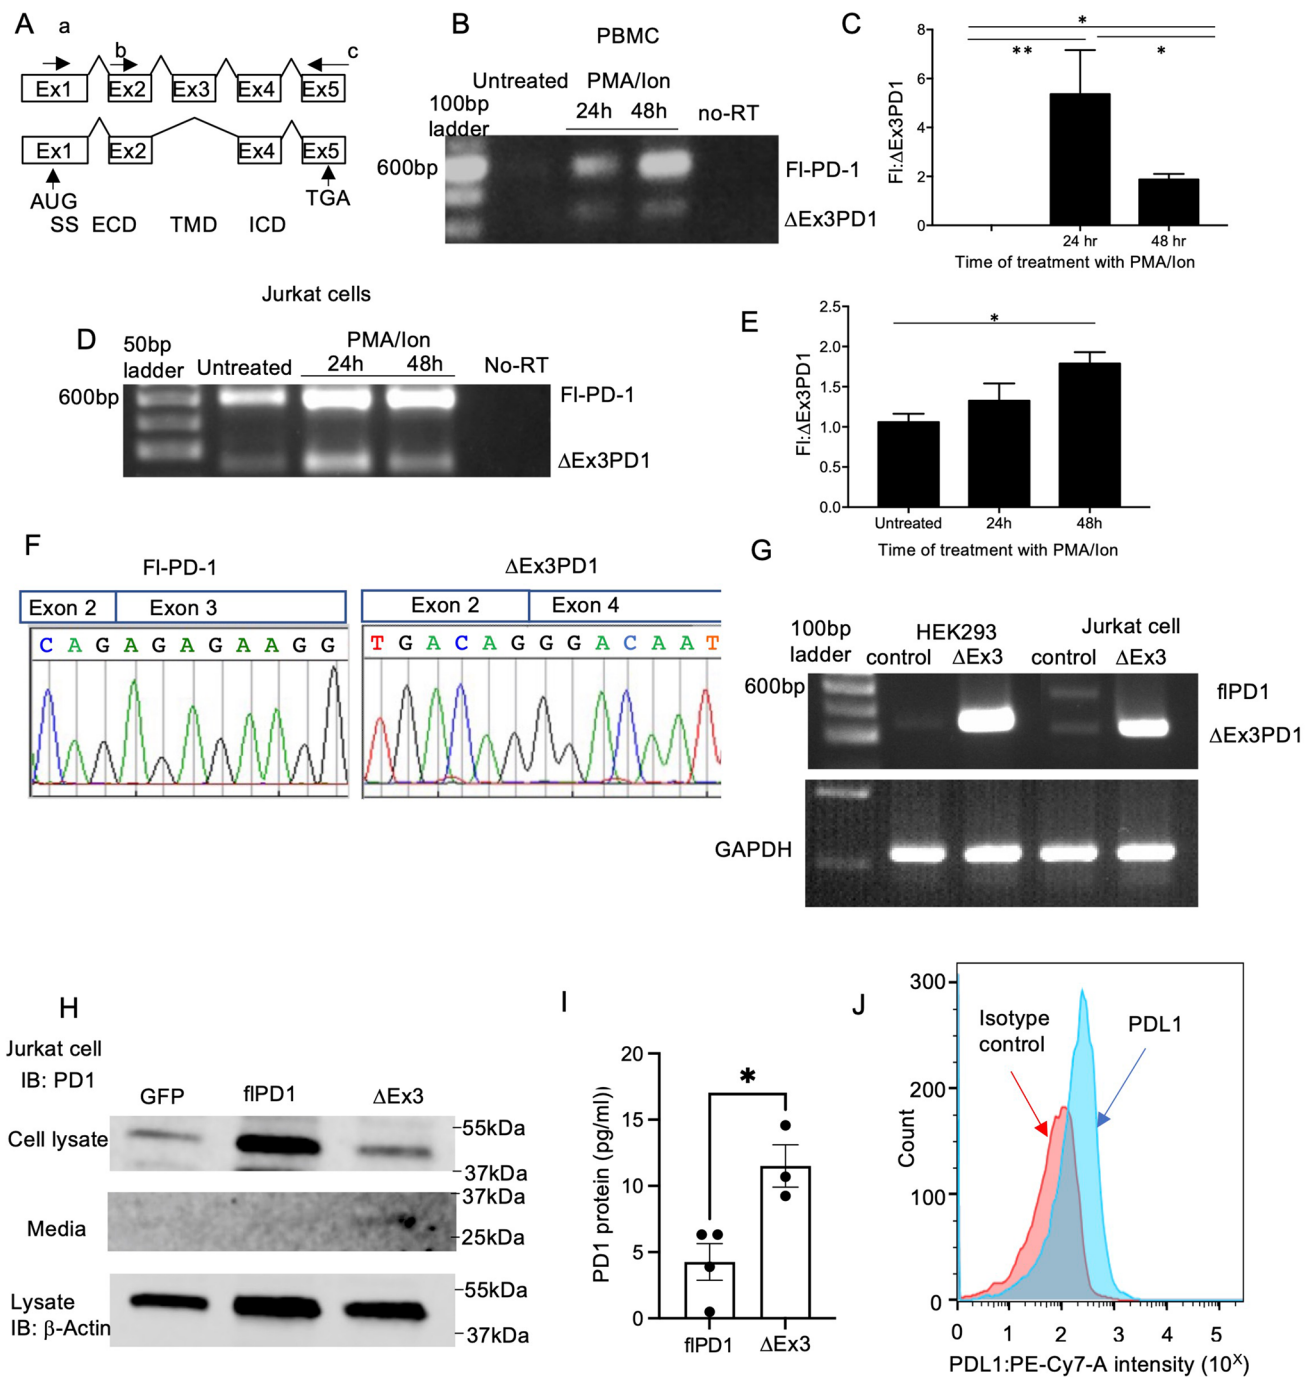 A
a
b
c
Ex1 Ex2 Ex3 Ex4 Ex5
Ex1 Ex2 Ex4 Ex5
AUG
TGA
SS ECD TMD ICD
B
PBMC
Untreated PMA/Ion
100bp
ladder
24h 48h no-RT
600bp
Fl-PD-1
ΔEx3PD1
C
Fl:ΔEx3PD1
8
6
4
2
0
*
** *
24 hr 48 hr
Time of treatment with PMA/Ion
Jurkat cells
D
50bp
ladder
Untreated
PMA/Ion
24h 48h No-RT
600bp
Fl-PD-1
ΔEx3PD1
E
Fl:ΔEx3PD1
2.5
2.0
1.5
1.0
0.5
0.0
*
Untreated 24h 48h
Time of treatment with PMA/Ion
F
Fl-PD-1
ΔEx3PD1
Exon 2 Exon 3
Exon 2 Exon 4
C A G A G A G A A G G
T G A C A G G G A C A A T
G
100bp
ladder
HEK293
control ΔEx3
Jurkat cell
control ΔEx3
600bp
flPD1
ΔEx3PD1
GAPDH
H
Jurkat cell
IB: PD1
GFP flPD1 ΔEx3
Cell lysate
55kDa
37kDa
Media
37kDa
25kDa
Lysate
IB: β-Actin
55kDa
37kDa
I
PD1 protein (pg/ml))
20
15
10
5
0
*
flPD1 ΔEx3
J
Count
300
200
100
0
Isotype
control
PDL1
0 1 2 3 4 5
PDL1:PE-Cy7-A intensity (10ˣ)